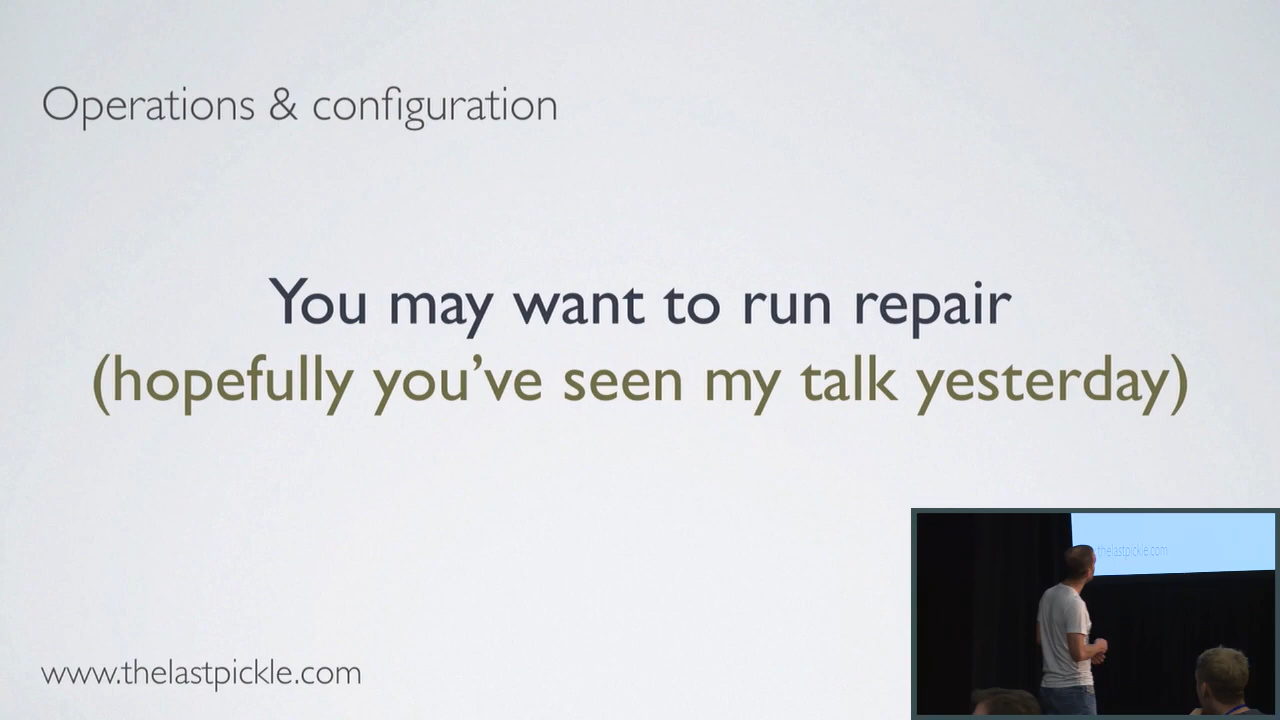 Operations & configuration
You may want to run repair
(hopefully you've seen my talk yesterday)
www.thelastpickle.com
thelastpickle.com